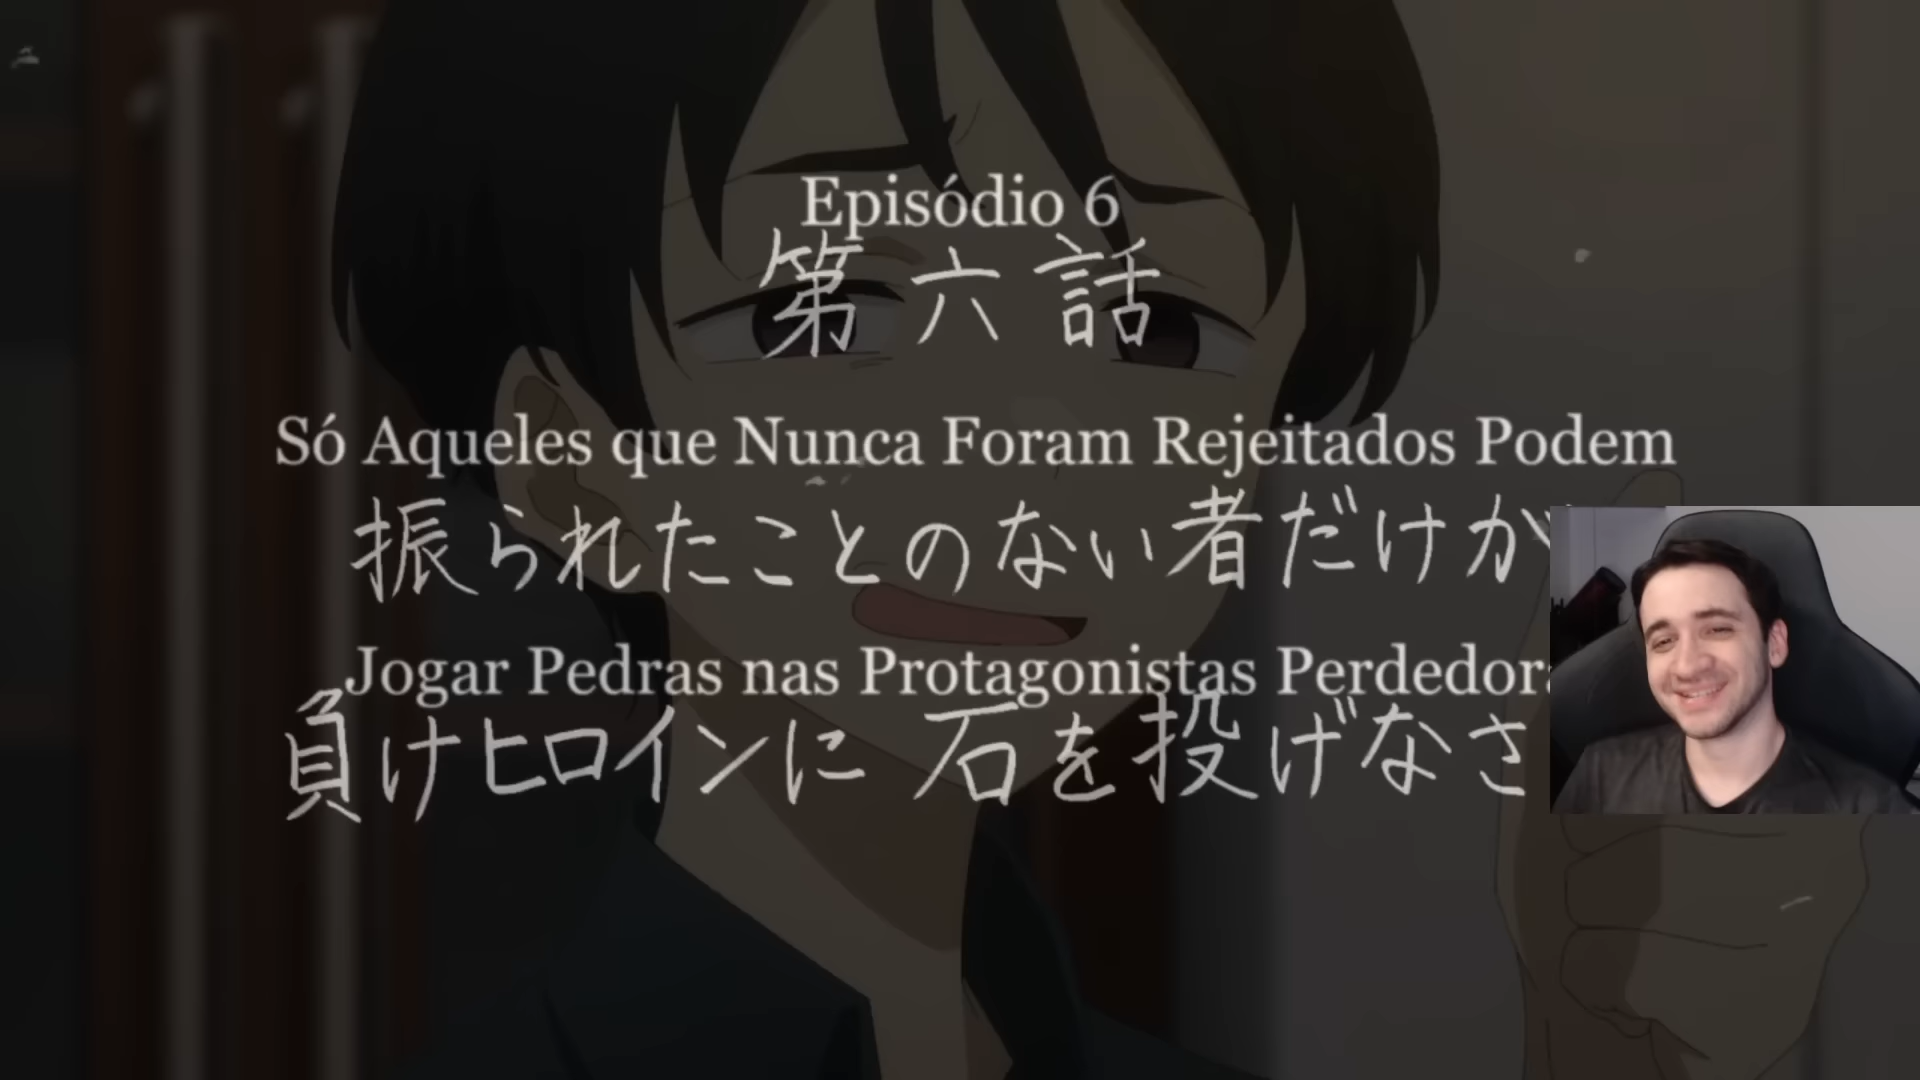 Episódio 6
第六話
Só Aqueles que Nunca Foram Rejeitados Podem
振られたことのない者だけが
Jogar Pedras nas Protagonistas
負けヒロインに 石を投げなさ